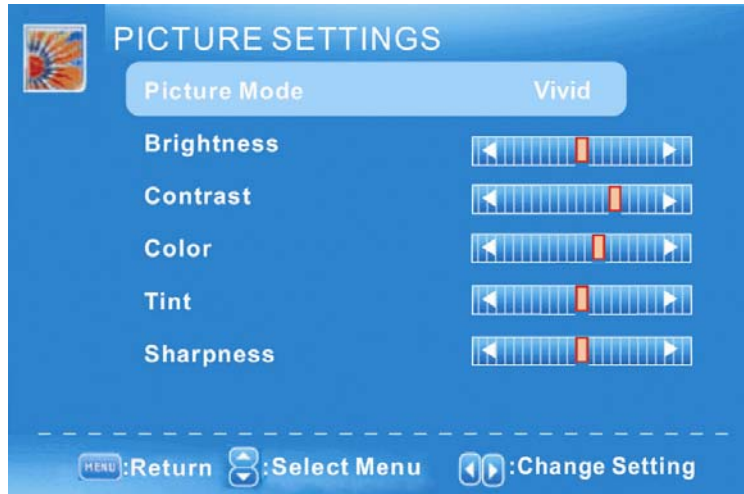 PICTURE SETTINGS
Picture Mode Vivid
Brightness
Contrast
Color
Tint
Sharpness
MENU :Return :Select Menu :Change Setting